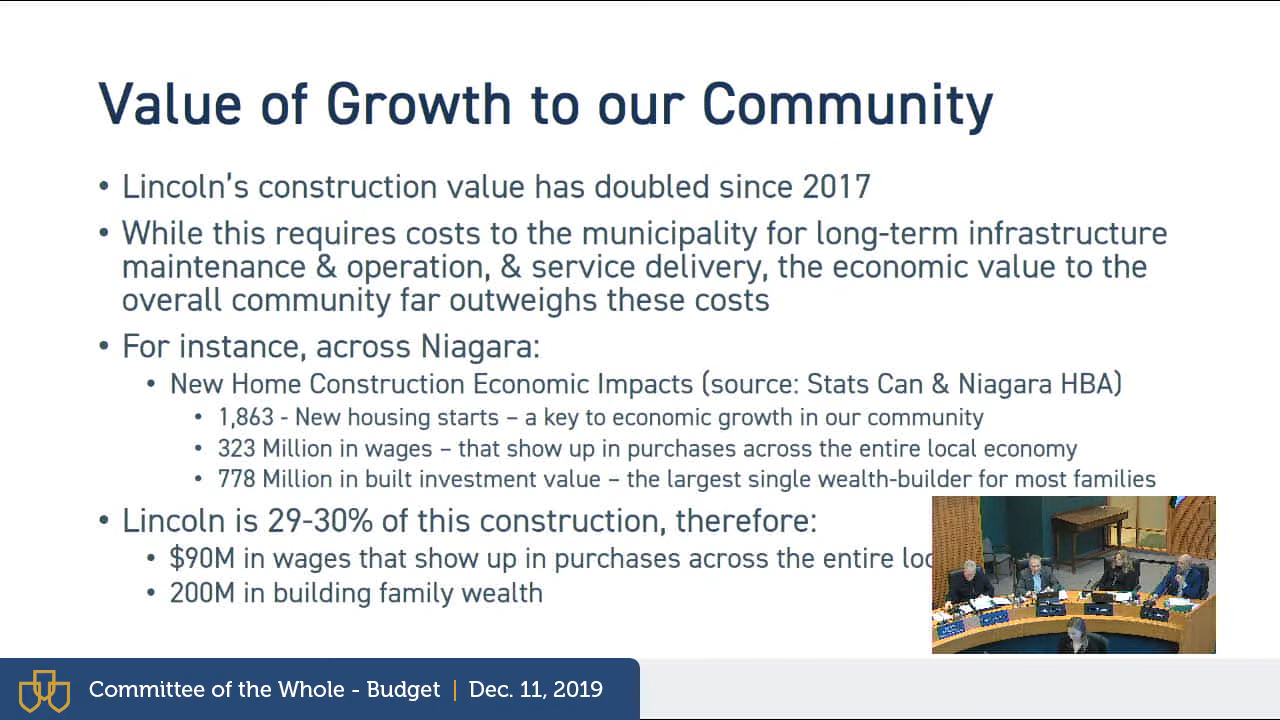 Value of Growth to our Community
• Lincoln's construction value has doubled since 2017
• While this requires costs to the municipality for long-term infrastructure
maintenance & operation, & service delivery, the economic value to the
overall community far outweighs these costs
• For instance, across Niagara:
• New Home Construction Economic Impacts (source: Stats Can & Niagara HBA)
• 1,863 - New housing starts – a key to economic growth in our community
• 323 Million in wages – that show up in purchases across the entire local economy
• 778 Million in built investment value – the largest single wealth-builder for most families
• Lincoln is 29-30% of this construction, therefore:
• $90M in wages that show up in purchases across the entire
• 200M in building family wealth
Committee of the Whole - Budget | Dec. 11, 2019